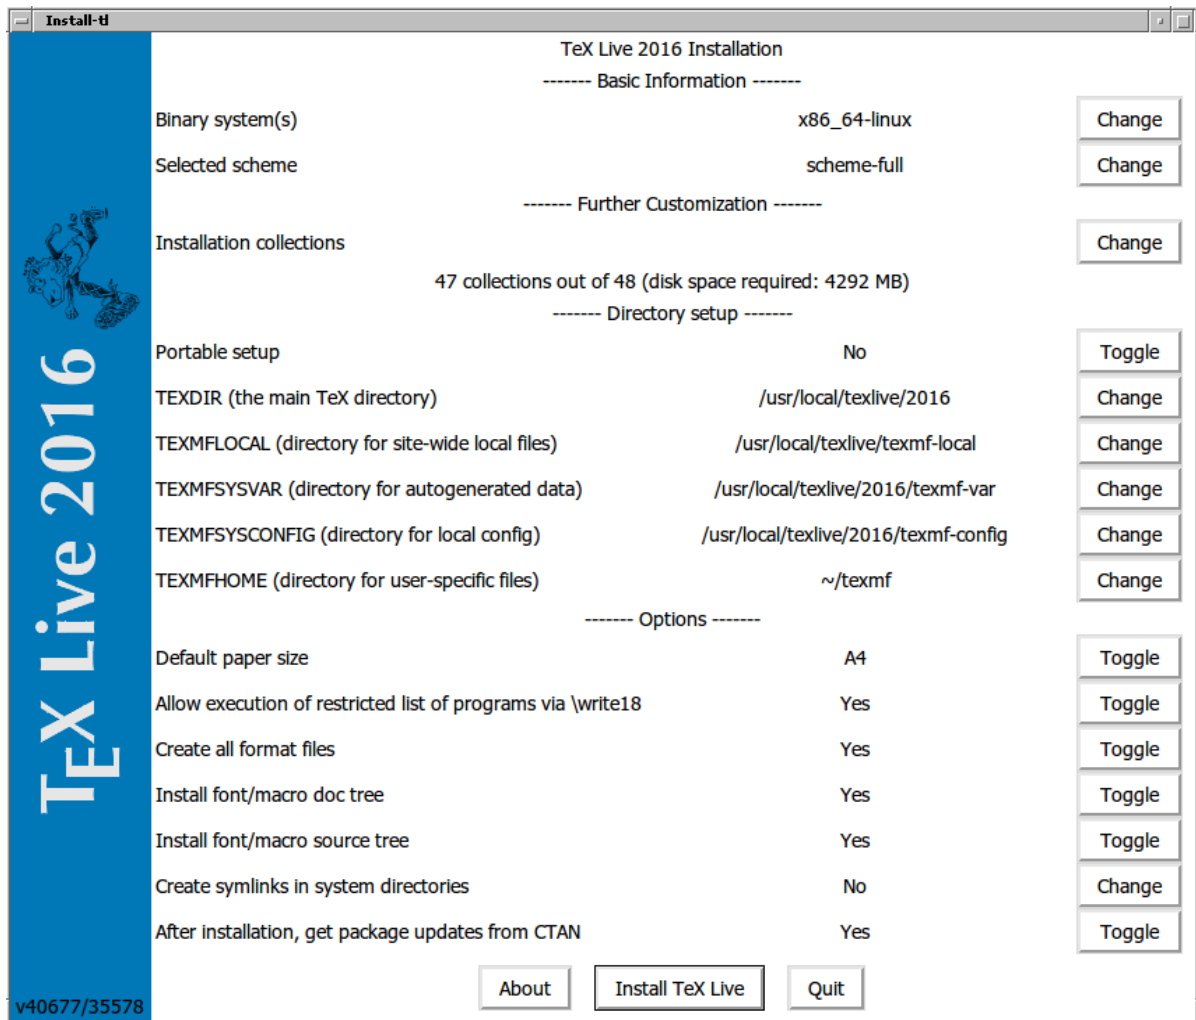 Install-tl
TeX Live 2016 Installation
------- Basic Information -------
Binary system(s) x86_64-linux Change
Selected scheme scheme-full Change
------- Further Customization -------
Installation collections Change
47 collections out of 48 (disk space required: 4292 MB)
------- Directory setup -------
Portable setup No Toggle
TEXDIR (the main TeX directory) /usr/local/texlive/2016 Change
TEXMFLOCAL (directory for site-wide local files) /usr/local/texlive/texmf-local Change
TEXMFSYSVAR (directory for autogenerated data) /usr/local/texlive/2016/texmf-var Change
TEXMFSYSCONFIG (directory for local config) /usr/local/texlive/2016/texmf-config Change
TEXMFHOME (directory for user-specific files) ~/texmf Change
------- Options -------
Default paper size A4 Toggle
Allow execution of restricted list of programs via \write18 Yes Toggle
Create all format files Yes Toggle
Install font/macro doc tree Yes Toggle
Install font/macro source tree Yes Toggle
Create symlinks in system directories No Change
After installation, get package updates from CTAN Yes Toggle
About Install TeX Live Quit
TEX Live 2016
v40677/35578